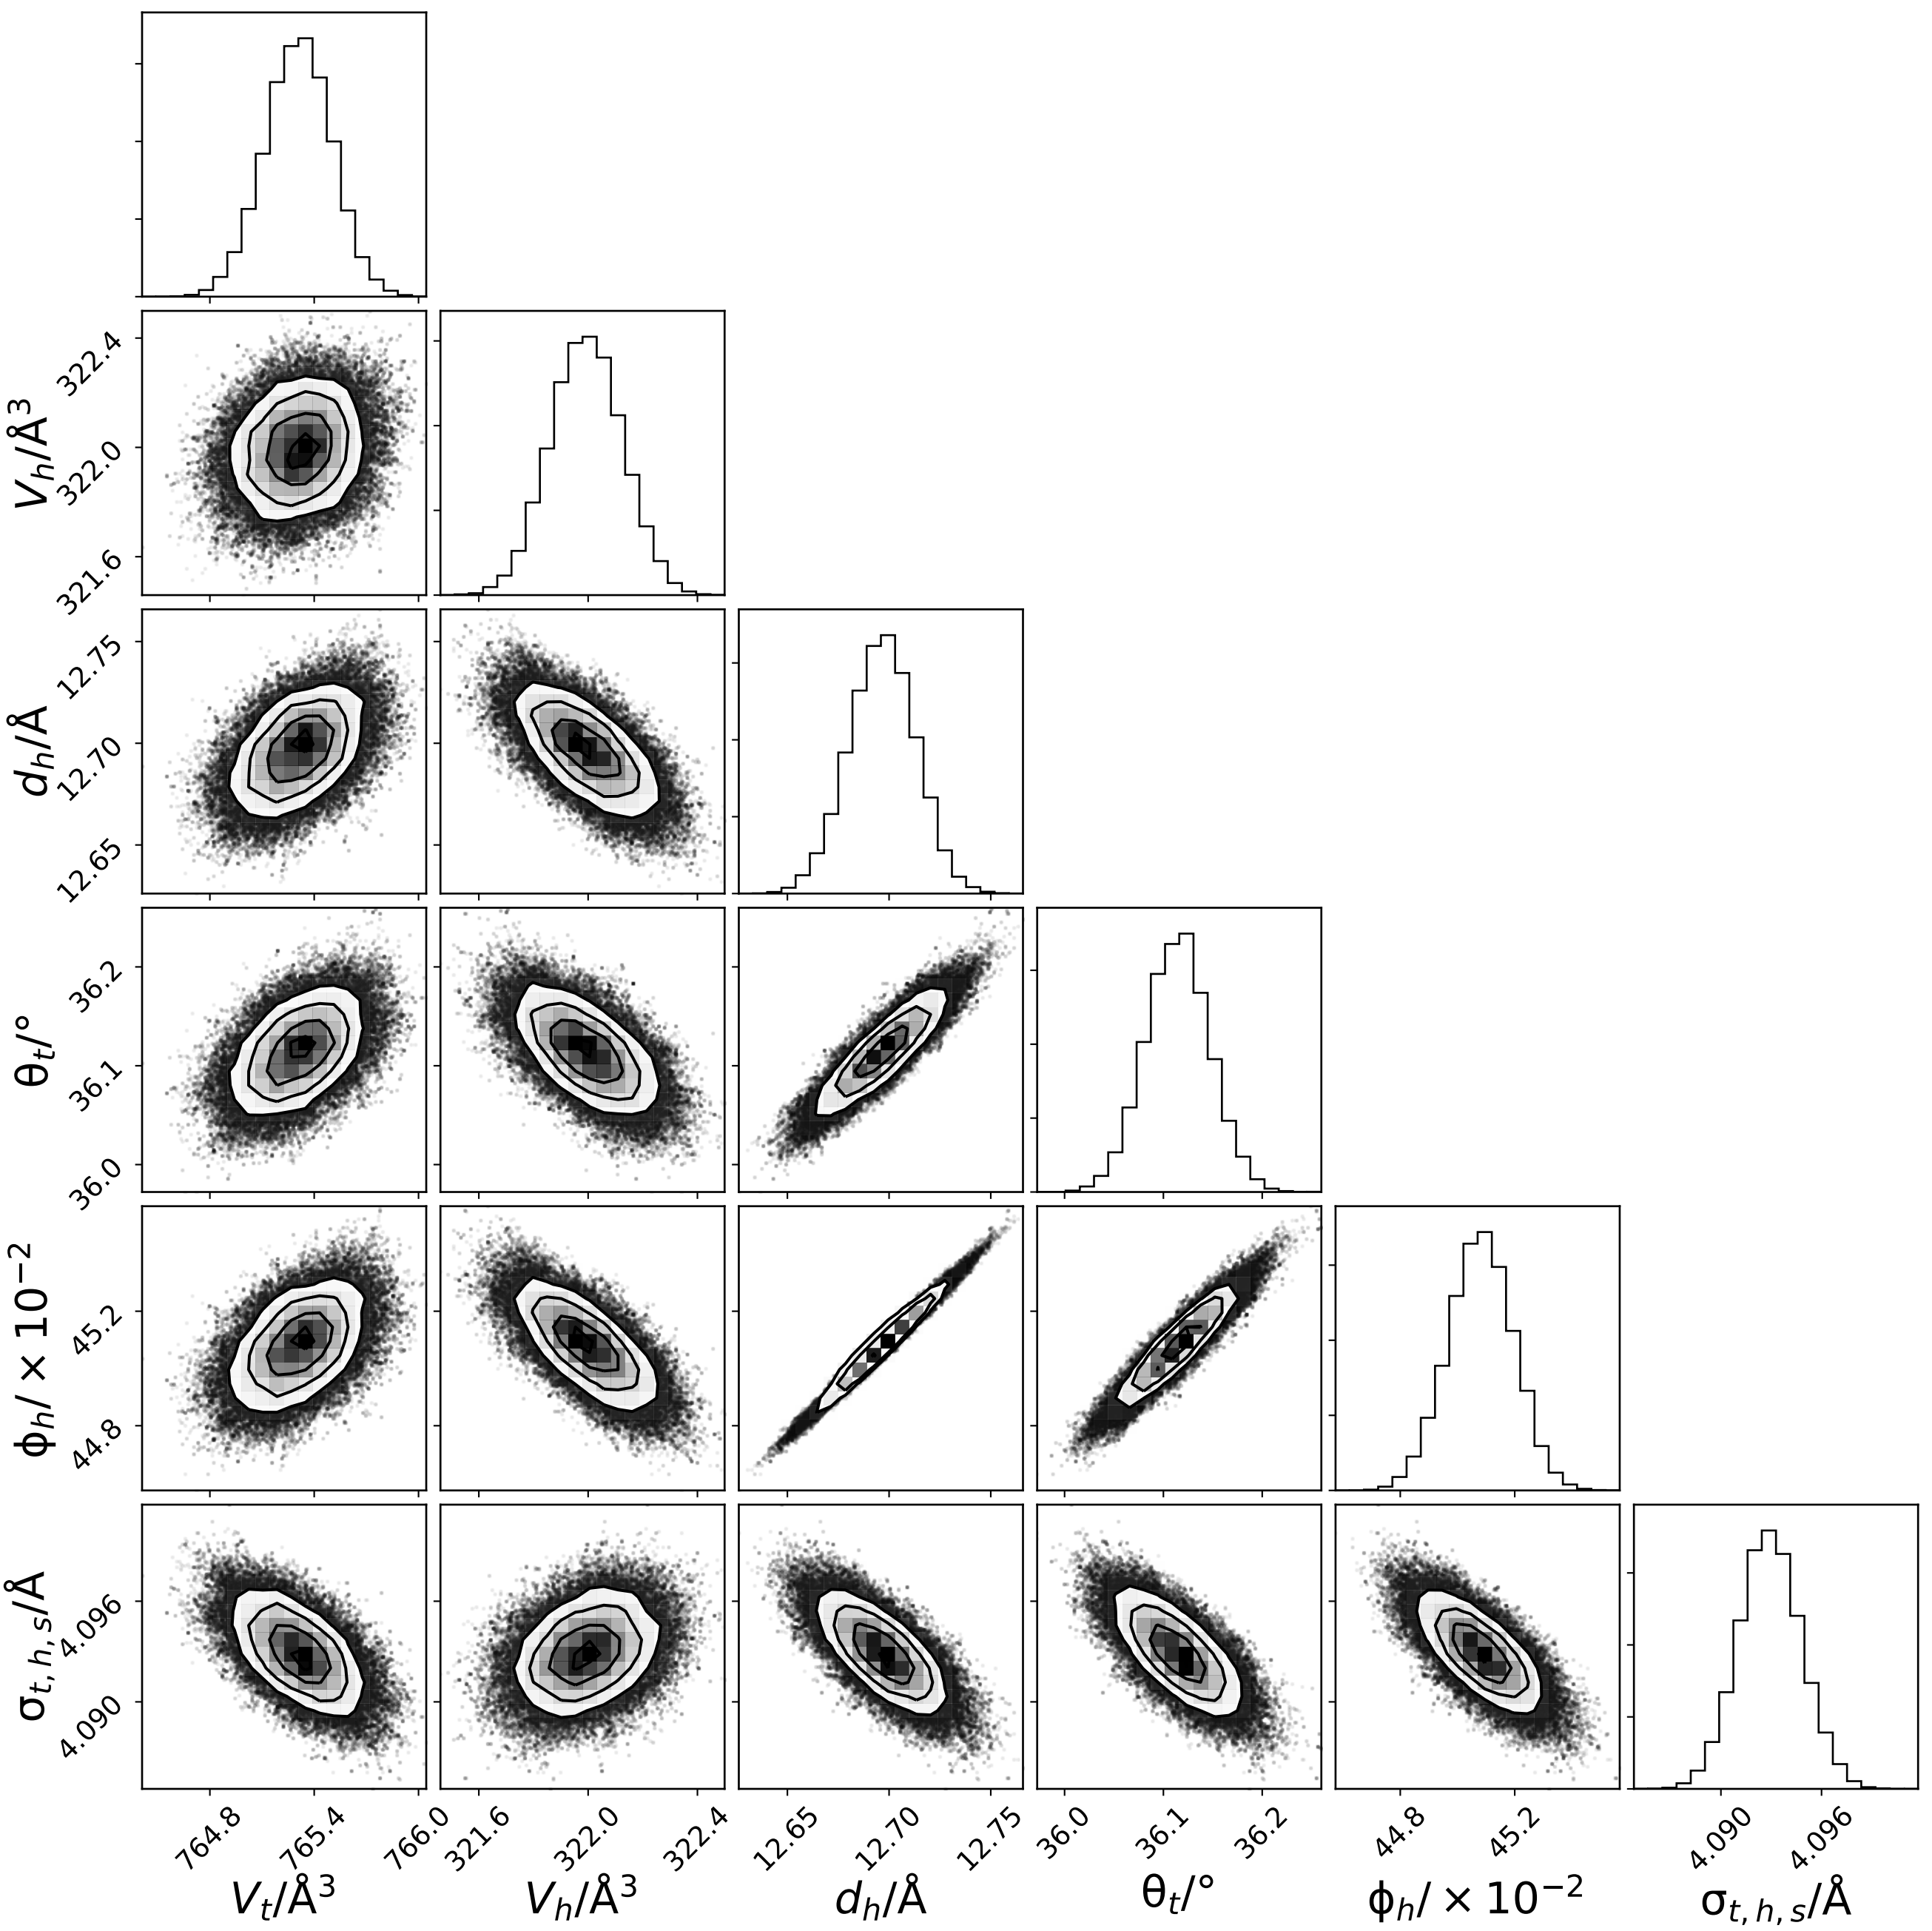 322.4
322.0
321.6
V_h/Å^3
12.75
12.70
12.65
d_h/Å
36.2
36.1
36.0
θ_t/°
45.2
44.8
ϕ_h/ × 10^−2
4.096
4.090
σ_t, h, s/Å
764.8 765.4 766.0 321.6 322.0 322.4 12.65 12.70 12.75 36.0 36.1 36.2 44.8 45.2 4.090 4.096
V_t/Å^3 V_h/Å^3 d_h/Å θ_t/° ϕ_h/ × 10^−2 σ_t, h, s/Å